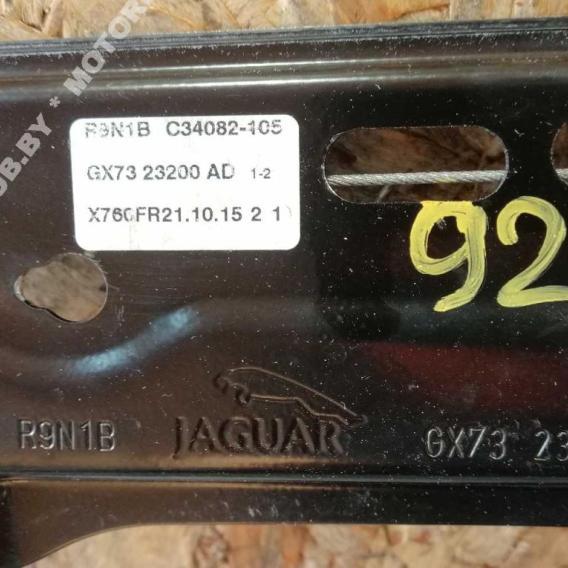 R9N1B C34082-105
GX73 23200 AD 1-2
X760FR21.10.15 2 1
92
JAGUAR
R9N1B
GX73 23